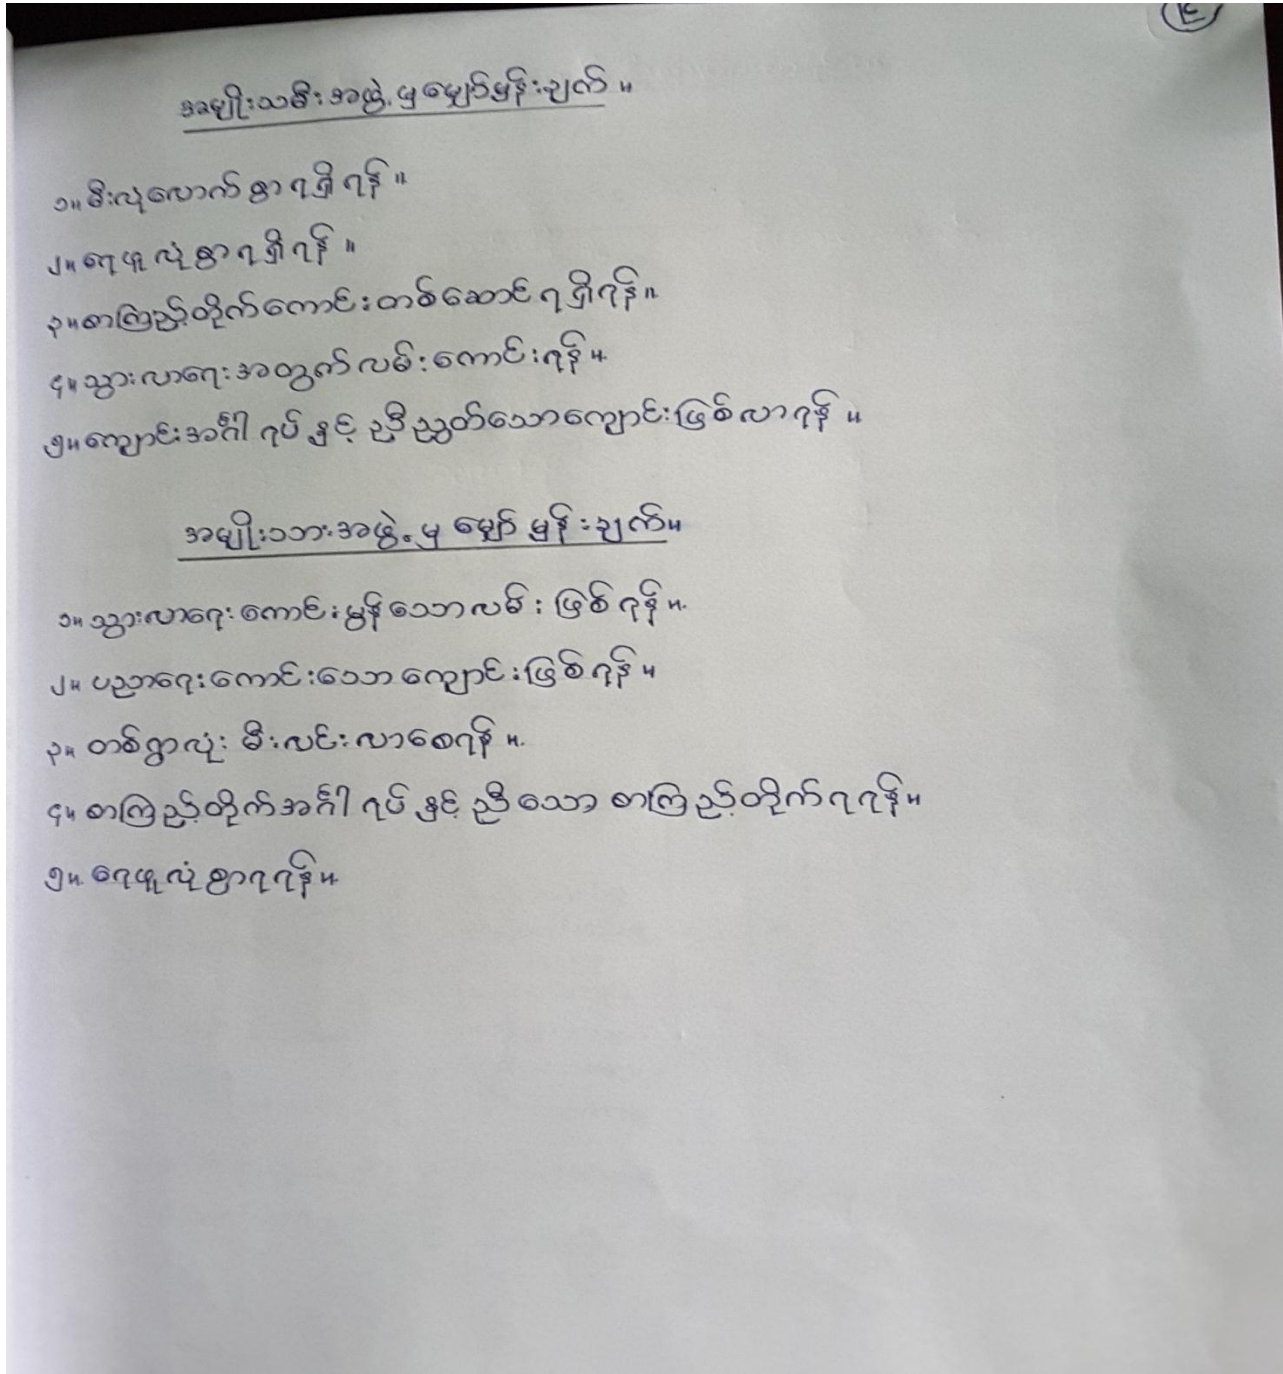 အမျိုးသမီးအဖွဲ့မှ မျှော်မှန်းချက်။
၁။ မီးလုံလောက်စွာရရှိရန်။
၂။ ရေဖူလုံစွာရရှိရန်။
၃။ စာကြည့်တိုက်ကောင်းတစ်ဆောင်ရရှိရန်။
၄။ သွားလာရေးအတွက်လမ်းကောင်းရန်။
၅။ ကျောင်းအင်္ဂါရပ်နှင့် ညီညွတ်သောကျောင်းဖြစ်လာရန်။
အမျိုးသားအဖွဲ့မှ မျှော်မှန်းချက်။
၁။ သွားလာရေးကောင်းမွန်သောလမ်းဖြစ်ရန်။
၂။ ပညာရေးကောင်းသော ကျောင်းဖြစ်ရန်။
၃။ တစ်ရွာလုံး မီးလင်းလာစေရန်။
၄။ စာကြည့်တိုက်အင်္ဂါရပ်နှင့် ညီသော စာကြည့်တိုက်ရရန်။
၅။ ရေဖူလုံစွာရရန်။